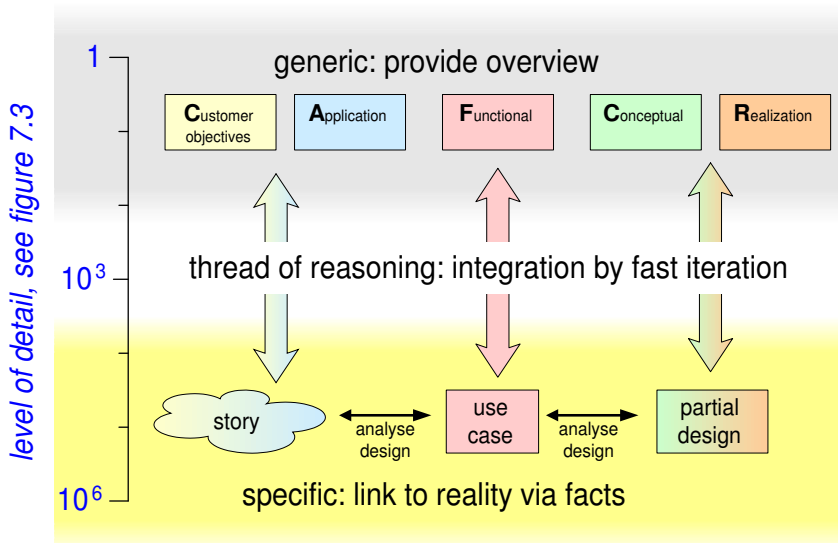 level of detail, see figure 7.3
1
10³
10⁶
generic: provide overview
Customer
objectives
Application
Functional
Conceptual
Realization
thread of reasoning: integration by fast iteration
story
analyse
design
use
case
analyse
design
partial
design
specific: link to reality via facts